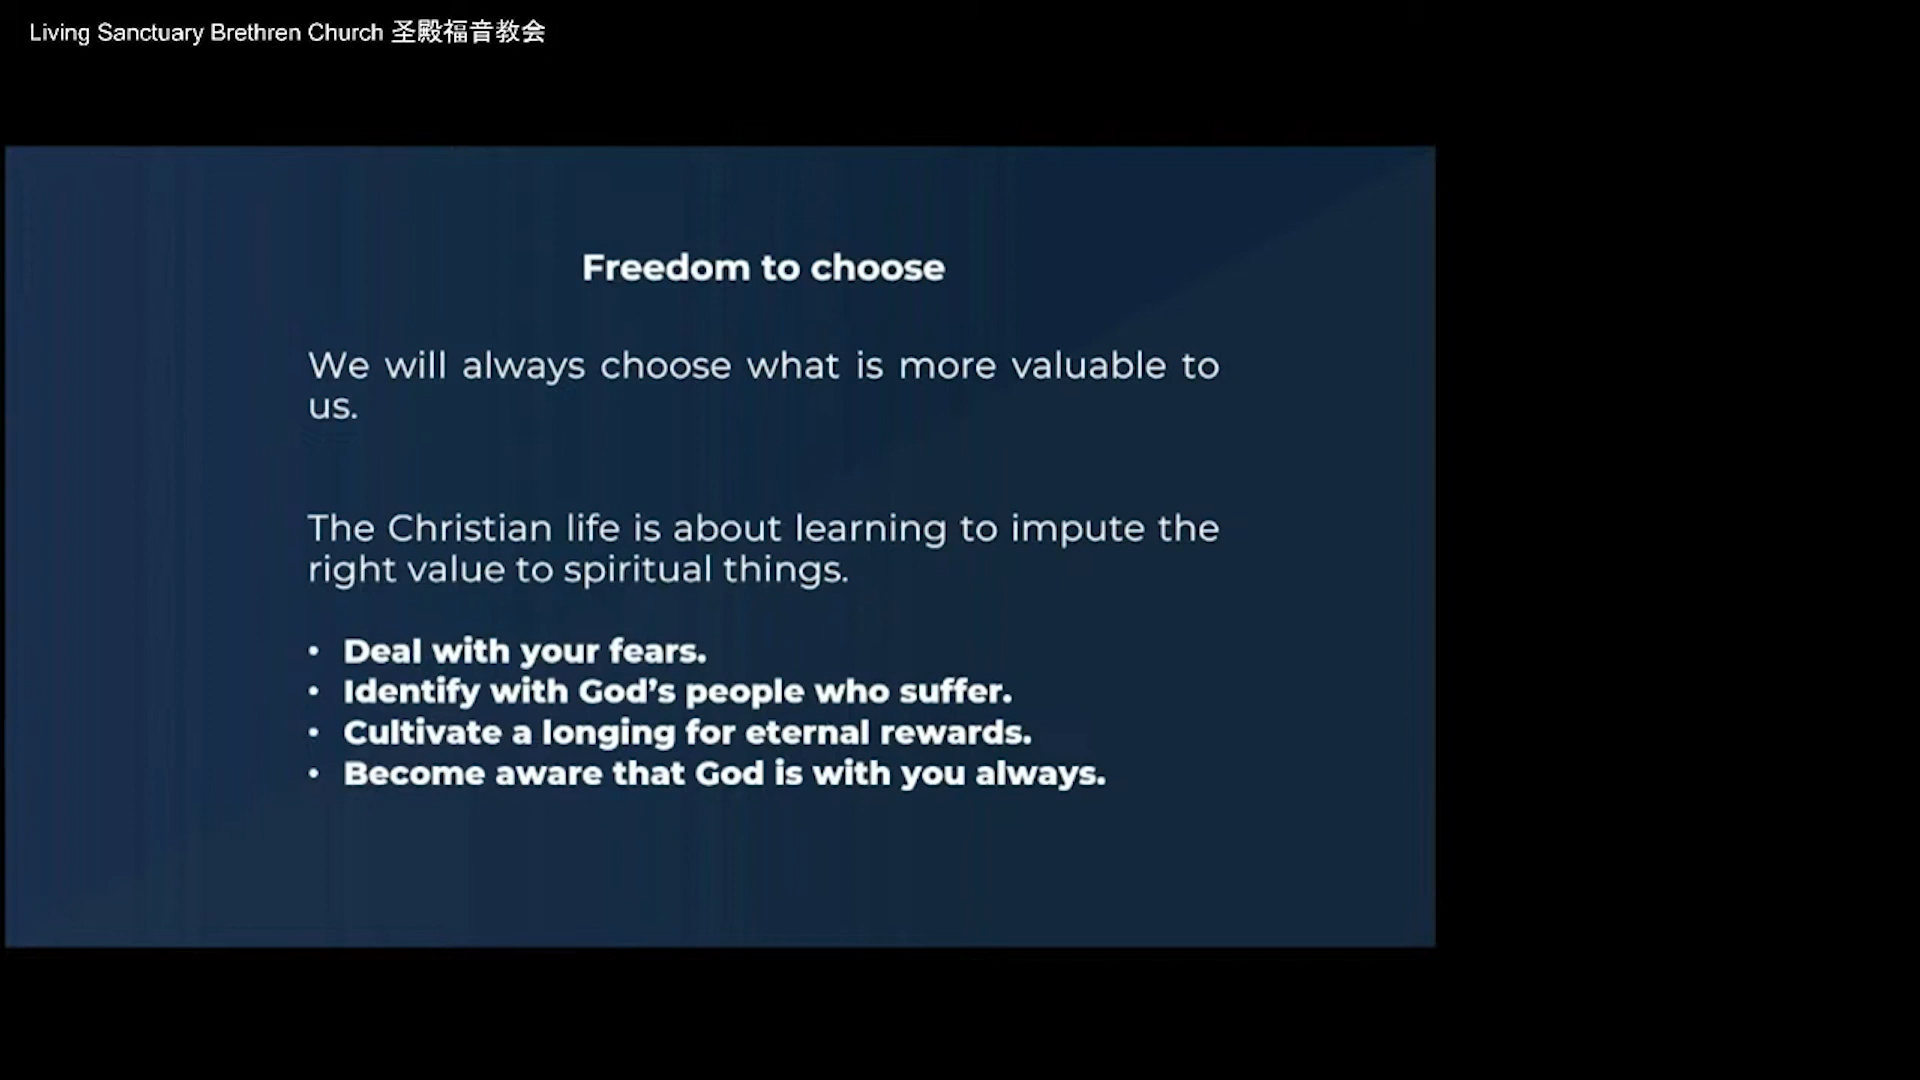 Living Sanctuary Brethren Church 圣殿福音教会
Freedom to choose
We will always choose what is more valuable to
us.
The Christian life is about learning to impute the
right value to spiritual things.
• Deal with your fears.
• Identify with God’s people who suffer.
• Cultivate a longing for eternal rewards.
• Become aware that God is with you always.